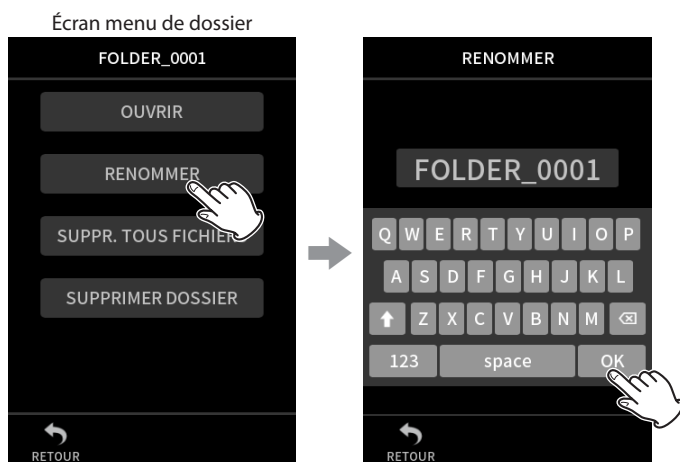 Écran menu de dossier
FOLDER_0001
OUVRIR
RENOMMER
SUPPR. TOUS FICHIER
SUPPRIMER DOSSIER
RETOUR
RENOMMER
FOLDER_0001
Q W E R T Y U I O P
A S D F G H J K L
Z X C V B N M
123 space OK
RETOUR